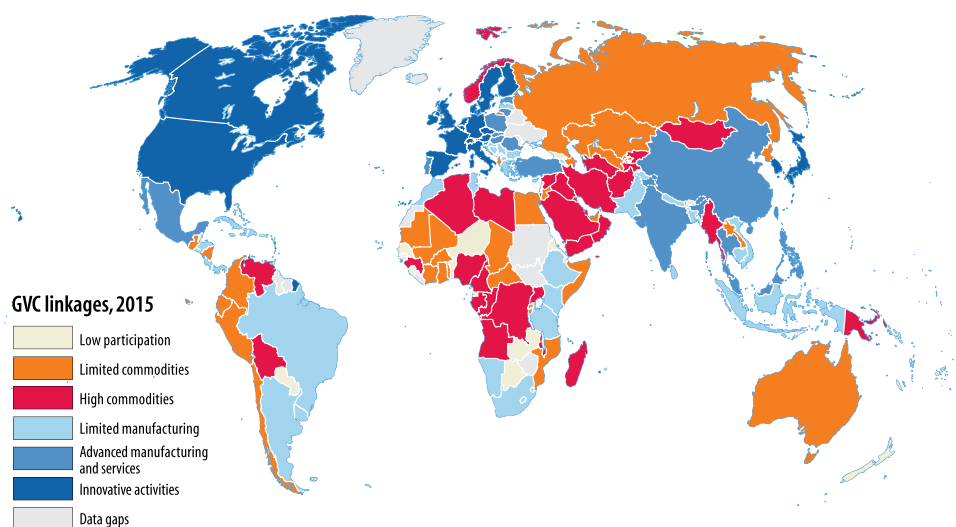 GVC linkages, 2015
Low participation
Limited commodities
High commodities
Limited manufacturing
Advanced manufacturing
and services
Innovative activities
Data gaps